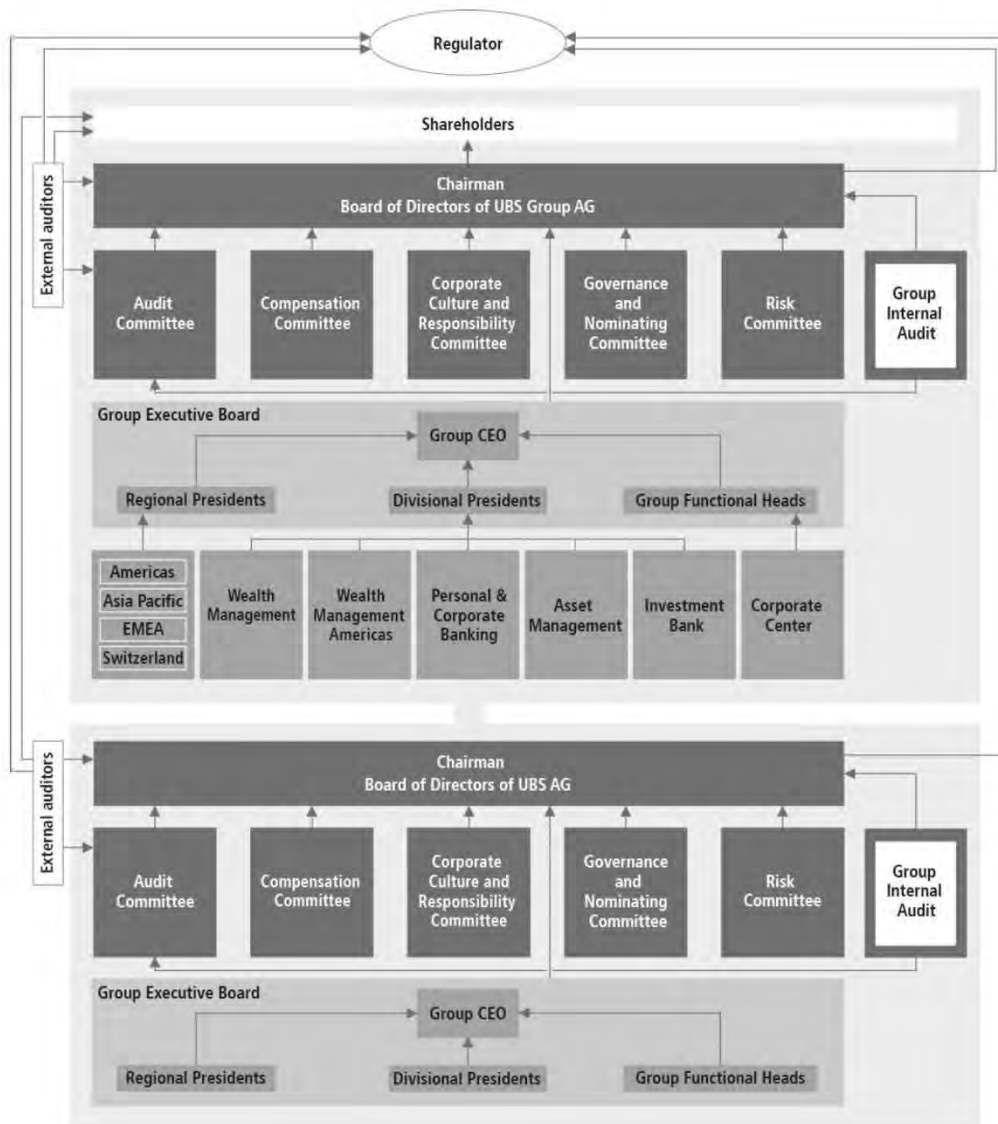 Regulator
Shareholders
External auditors
Chairman
Board of Directors of UBS Group AG
Audit
Committee
Compensation
Committee
Corporate
Culture and
Responsibility
Committee
Governance
and
Nominating
Committee
Risk
Committee
Group
Internal
Audit
Group Executive Board
Group CEO
Regional Presidents
Divisional Presidents
Group Functional Heads
Americas
Asia Pacific
EMEA
Switzerland
Wealth
Management
Wealth
Management
Americas
Personal &
Corporate
Banking
Asset
Management
Investment
Bank
Corporate
Center
External auditors
Chairman
Board of Directors of UBS AG
Audit
Committee
Compensation
Committee
Corporate
Culture and
Responsibility
Committee
Governance
and
Nominating
Committee
Risk
Committee
Group
Internal
Audit
Group Executive Board
Group CEO
Regional Presidents
Divisional Presidents
Group Functional Heads